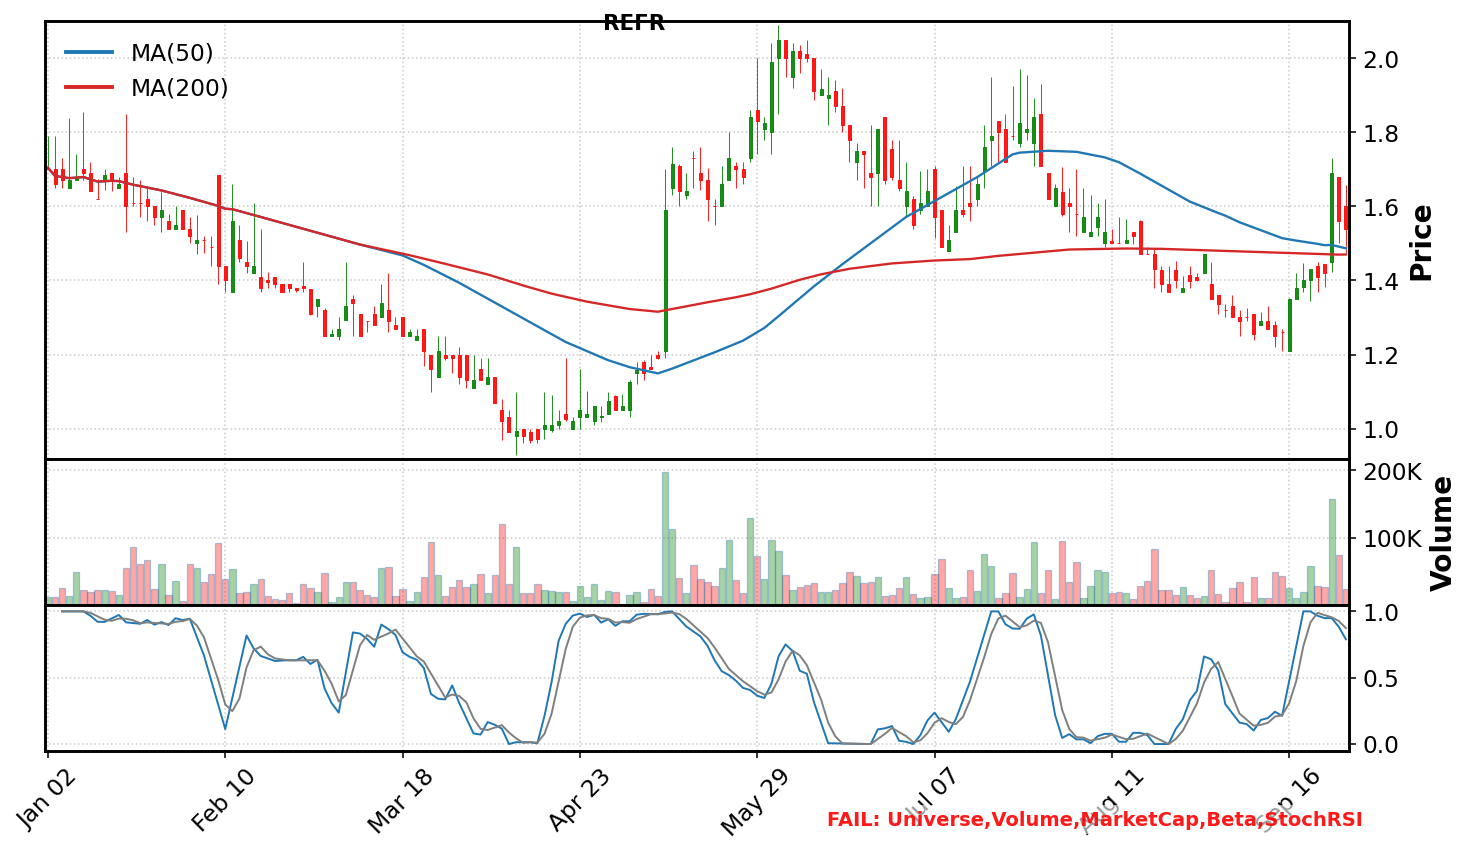 REFR
MA(50)
MA(200)
2.0
1.8
1.6
1.4
1.2
1.0
Price
200K
100K
Volume
1.0
0.5
0.0
Jan 02
Feb 10
Mar 18
Apr 23
May 29
Jul 07
Aug 11
Sep 16
FAIL: Universe,Volume,MarketCap,Beta,StochRSI